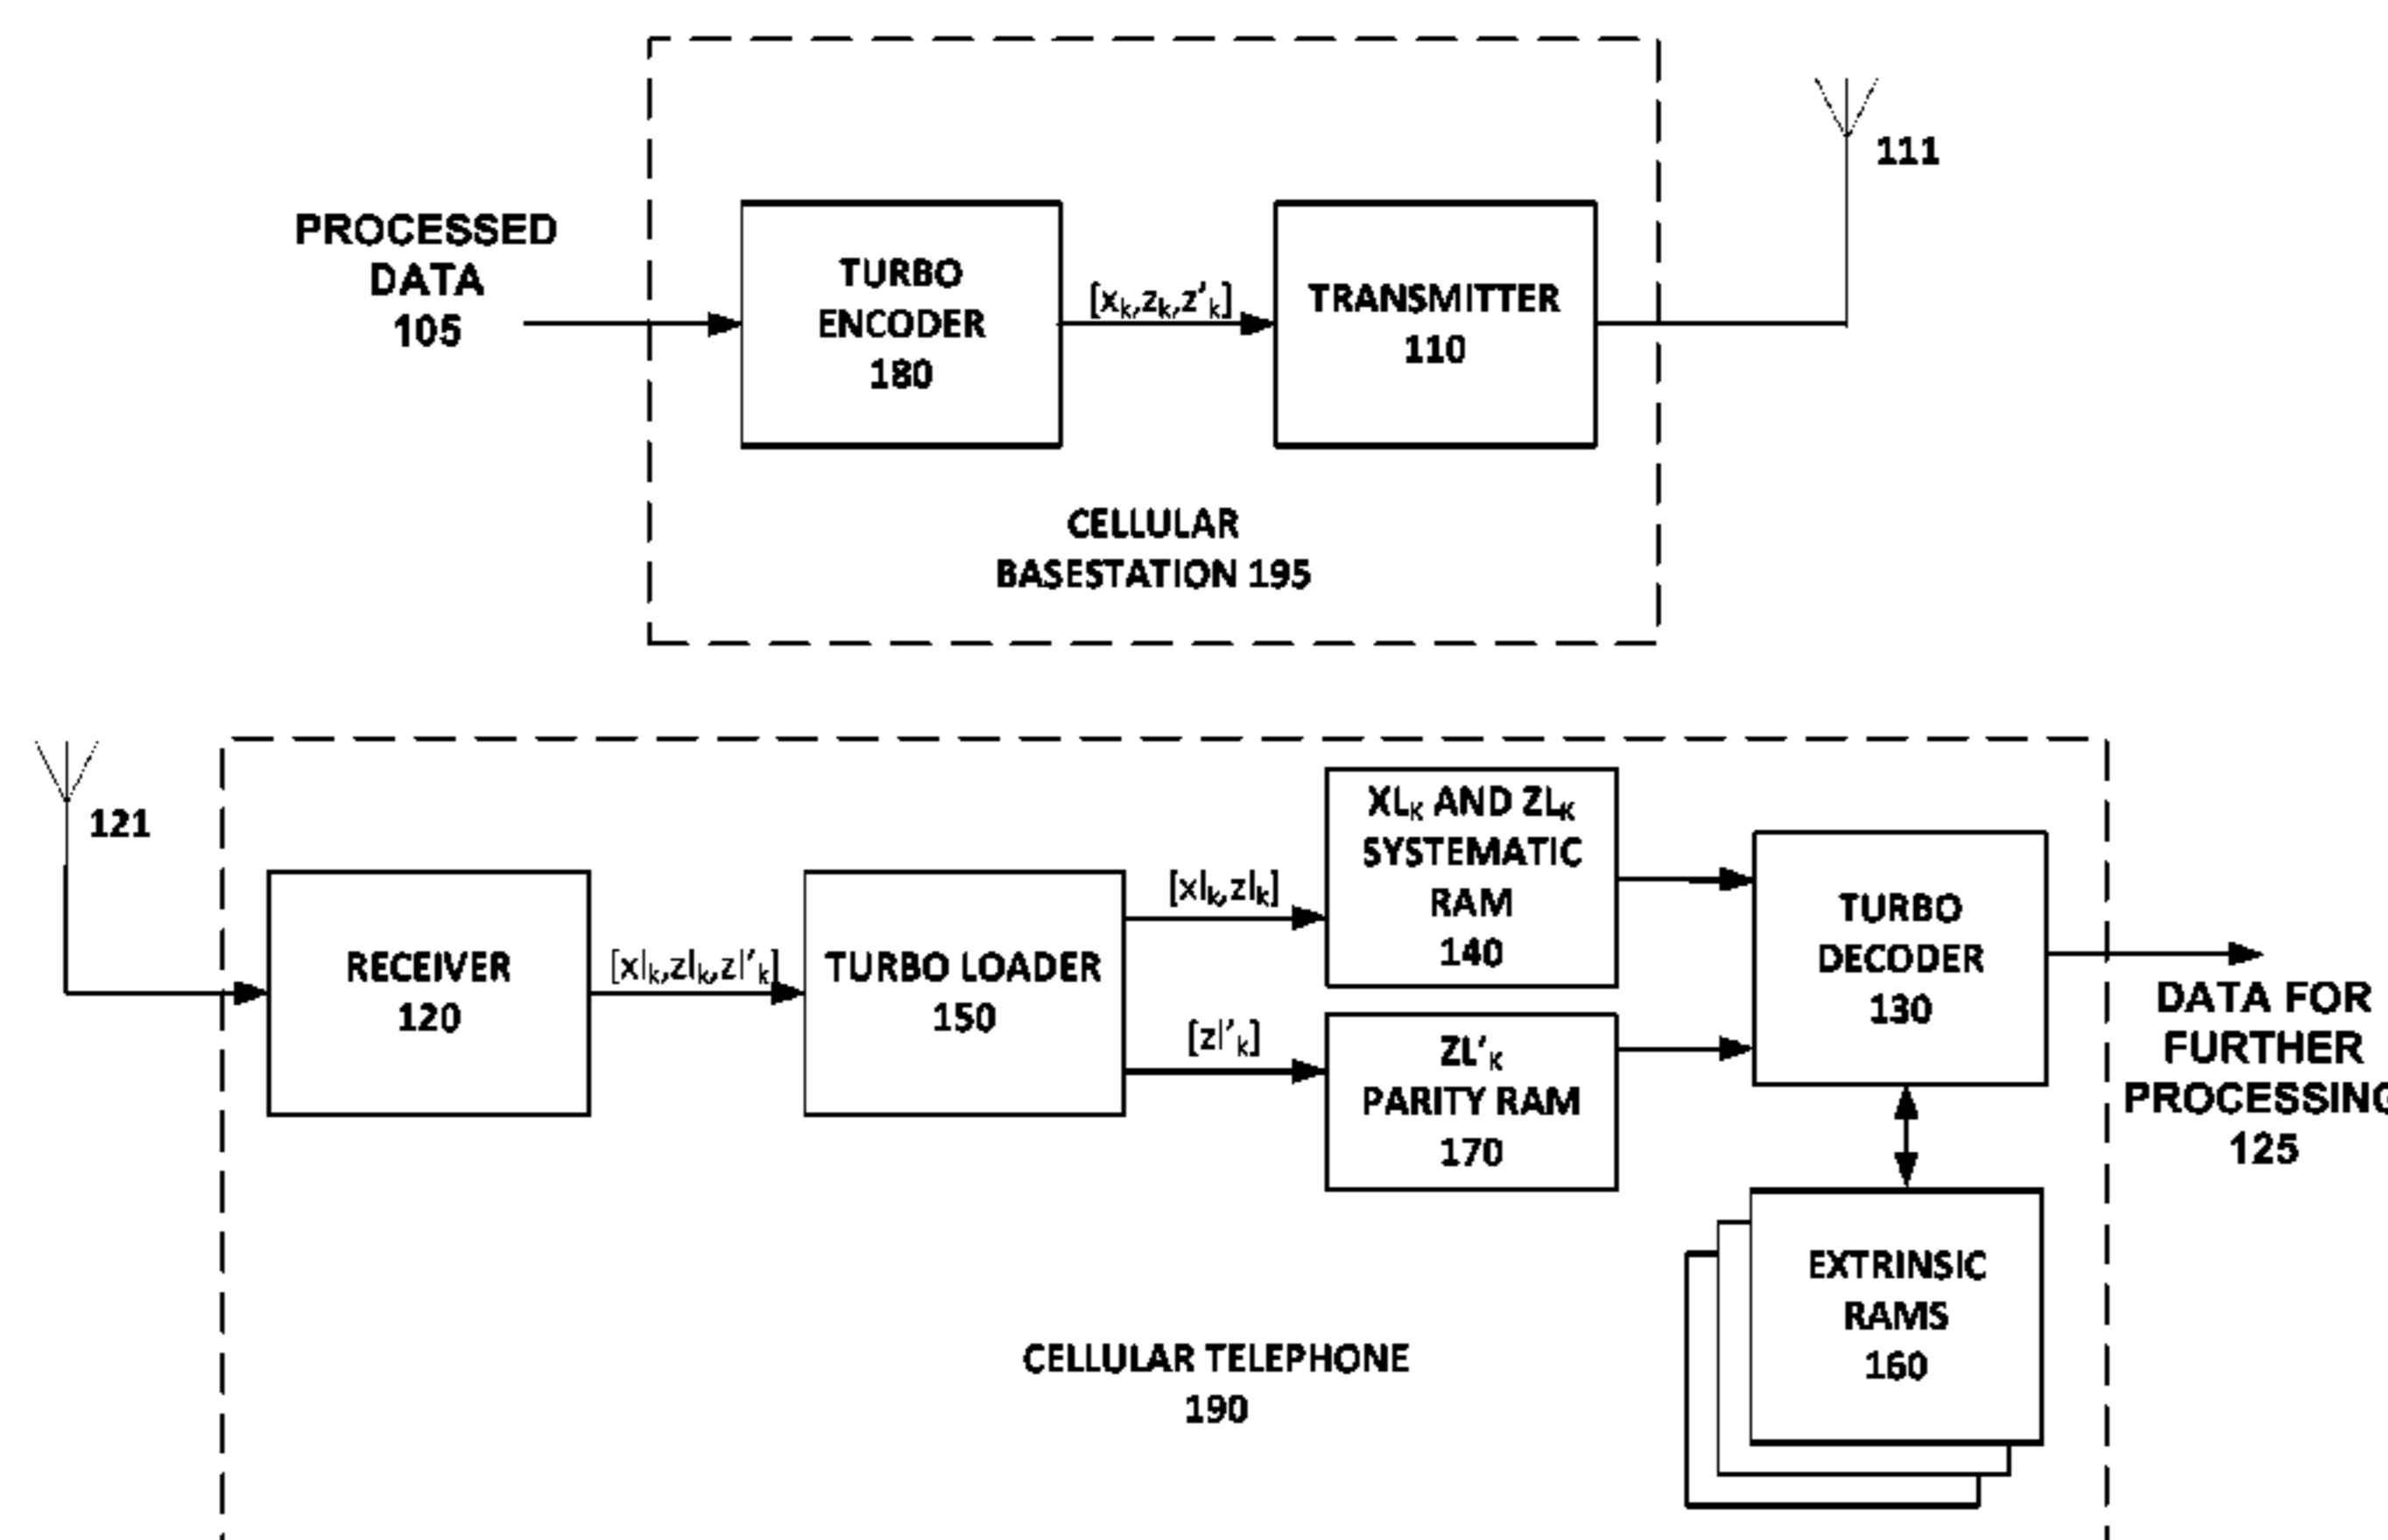 PROCESSED
DATA
105
TURBO
ENCODER
180
[xₖ,zₖ,z'ₖ]
TRANSMITTER
110
111
CELLULAR
BASESTATION 195
121
RECEIVER
120
[xlₖ,zlₖ,zl'ₖ]
TURBO LOADER
150
[xlₖ,zlₖ]
[zl'ₖ]
XLₖ AND ZLₖ
SYSTEMATIC
RAM
140
ZL'ₖ
PARITY RAM
170
TURBO
DECODER
130
DATA FOR
FURTHER
PROCESSING
125
EXTRINSIC
RAMS
160
CELLULAR TELEPHONE
190